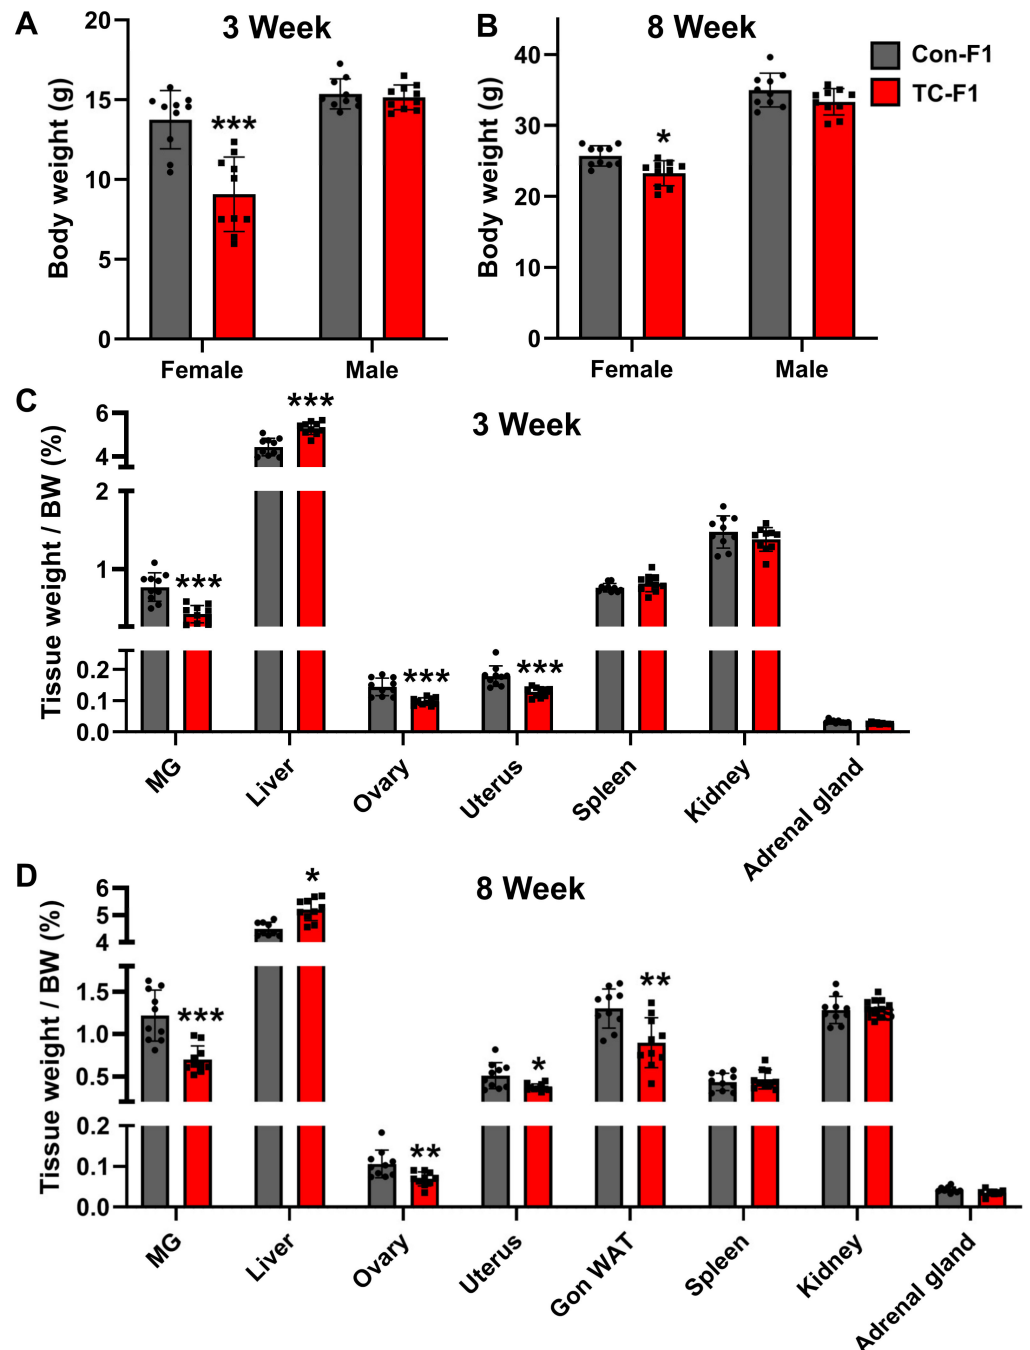 A
3 Week
Body weight (g)
20
15
10
5
0
***
Female
Male
B
8 Week
Body weight (g)
40
30
20
10
0
*
Female
Male
Con-F1
TC-F1
C
3 Week
Tissue weight / BW (%)
6
4
2
1
0.2
0.1
0.0
***
***
***
***
MG
Liver
Ovary
Uterus
Spleen
Kidney
Adrenal gland
D
8 Week
Tissue weight / BW (%)
6
5
4
1.5
1.0
0.5
0.2
0.1
0.0
***
*
**
*
**
MG
Liver
Ovary
Uterus
Gon WAT
Spleen
Kidney
Adrenal gland